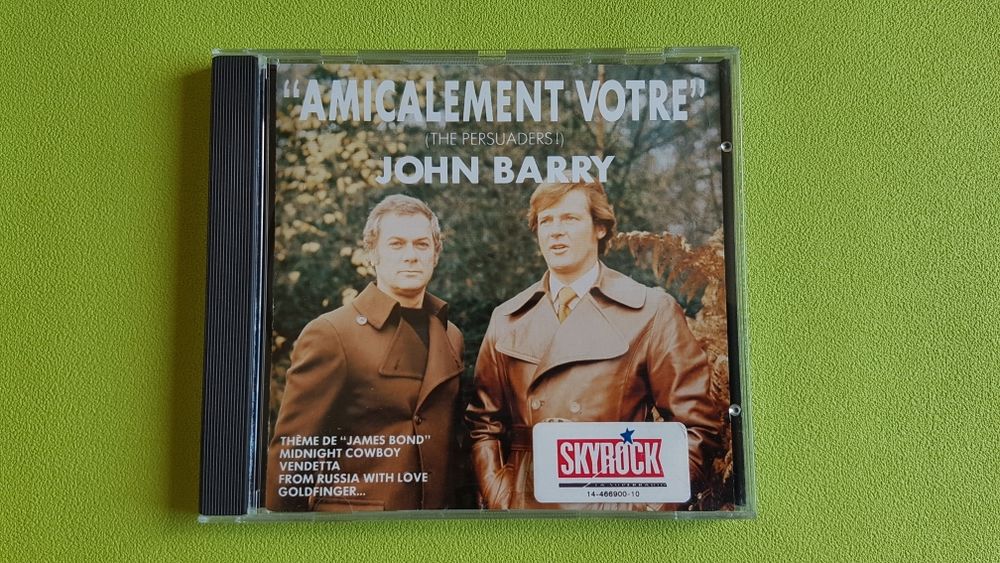 "AMICALEMENT VOTRE"
(THE PERSUADERS!)
JOHN BARRY
THÈME DE "JAMES BOND"
MIDNIGHT COWBOY
VENDETTA
FROM RUSSIA WITH LOVE
GOLDFINGER...
SKYROCK
14-466900-10